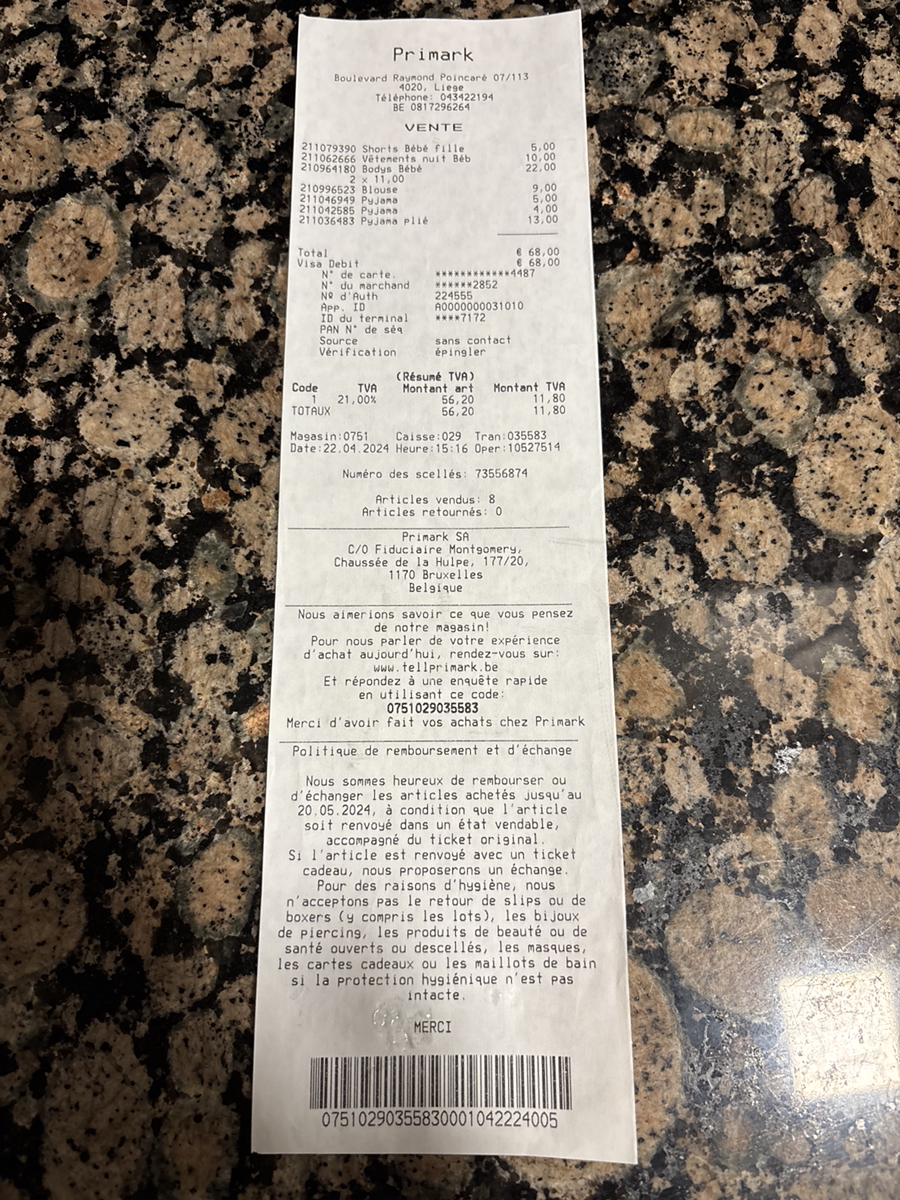 Primark
Boulevard Raymond Poincaré 07/113
4020, Liege
Téléphone: 043422194
BE 0817296264
VENTE
211079390 Shorts Bébé fille 5,00
211062666 Vêtements nuit Béb 10,00
210964180 Bodys Bébé 22,00
2 x 11,00
210996523 Blouse 9,00
211046949 Pyjama 5,00
211042585 Pyjama 4,00
211036483 Pyjama plié 13,00
Total € 68,00
Visa Debit € 68,00
N° de carte. ************4487
N° du marchand ******2852
Nº d'Auth 224555
App. ID A0000000031010
ID du terminal ****7172
PAN N° de séq
Source sans contact
Vérification épingler
(Résumé TVA)
Code TVA Montant art Montant TVA
1 21,00% 56,20 11,80
TOTAUX 56,20 11,80
Magasin:0751 Caisse:029 Tran:035583
Date:22.04.2024 Heure:15:16 Oper:10527514
Numéro des scellés: 73556874
Articles vendus: 8
Articles retournés: 0
Primark SA
C/O Fiduciaire Montgomery,
Chaussée de la Hulpe, 177/20,
1170 Bruxelles
Belgique
Nous aimerions savoir ce que vous pensez
de notre magasin!
Pour nous parler de votre expérience
d'achat aujourd'hui, rendez-vous sur:
www.tellprimark.be
Et répondez à une enquête rapide
en utilisant ce code:
0751029035583
Merci d'avoir fait vos achats chez Primark
Politique de remboursement et d'échange
Nous sommes heureux de rembourser ou
d'échanger les articles achetés jusqu'au
20.05.2024, à condition que l'article
soit renvoyé dans un état vendable,
accompagné du ticket original.
Si l'article est renvoyé avec un ticket
cadeau, nous proposerons un échange.
Pour des raisons d'hygiène, nous
n'acceptons pas le retour de slips ou de
boxers (y compris les lots), les bijoux
de piercing, les produits de beauté ou de
santé ouverts ou descellés, les masques,
les cartes cadeaux ou les maillots de bain
si la protection hygiénique n'est pas
intacte.
MERCI
07510290355830001042224005